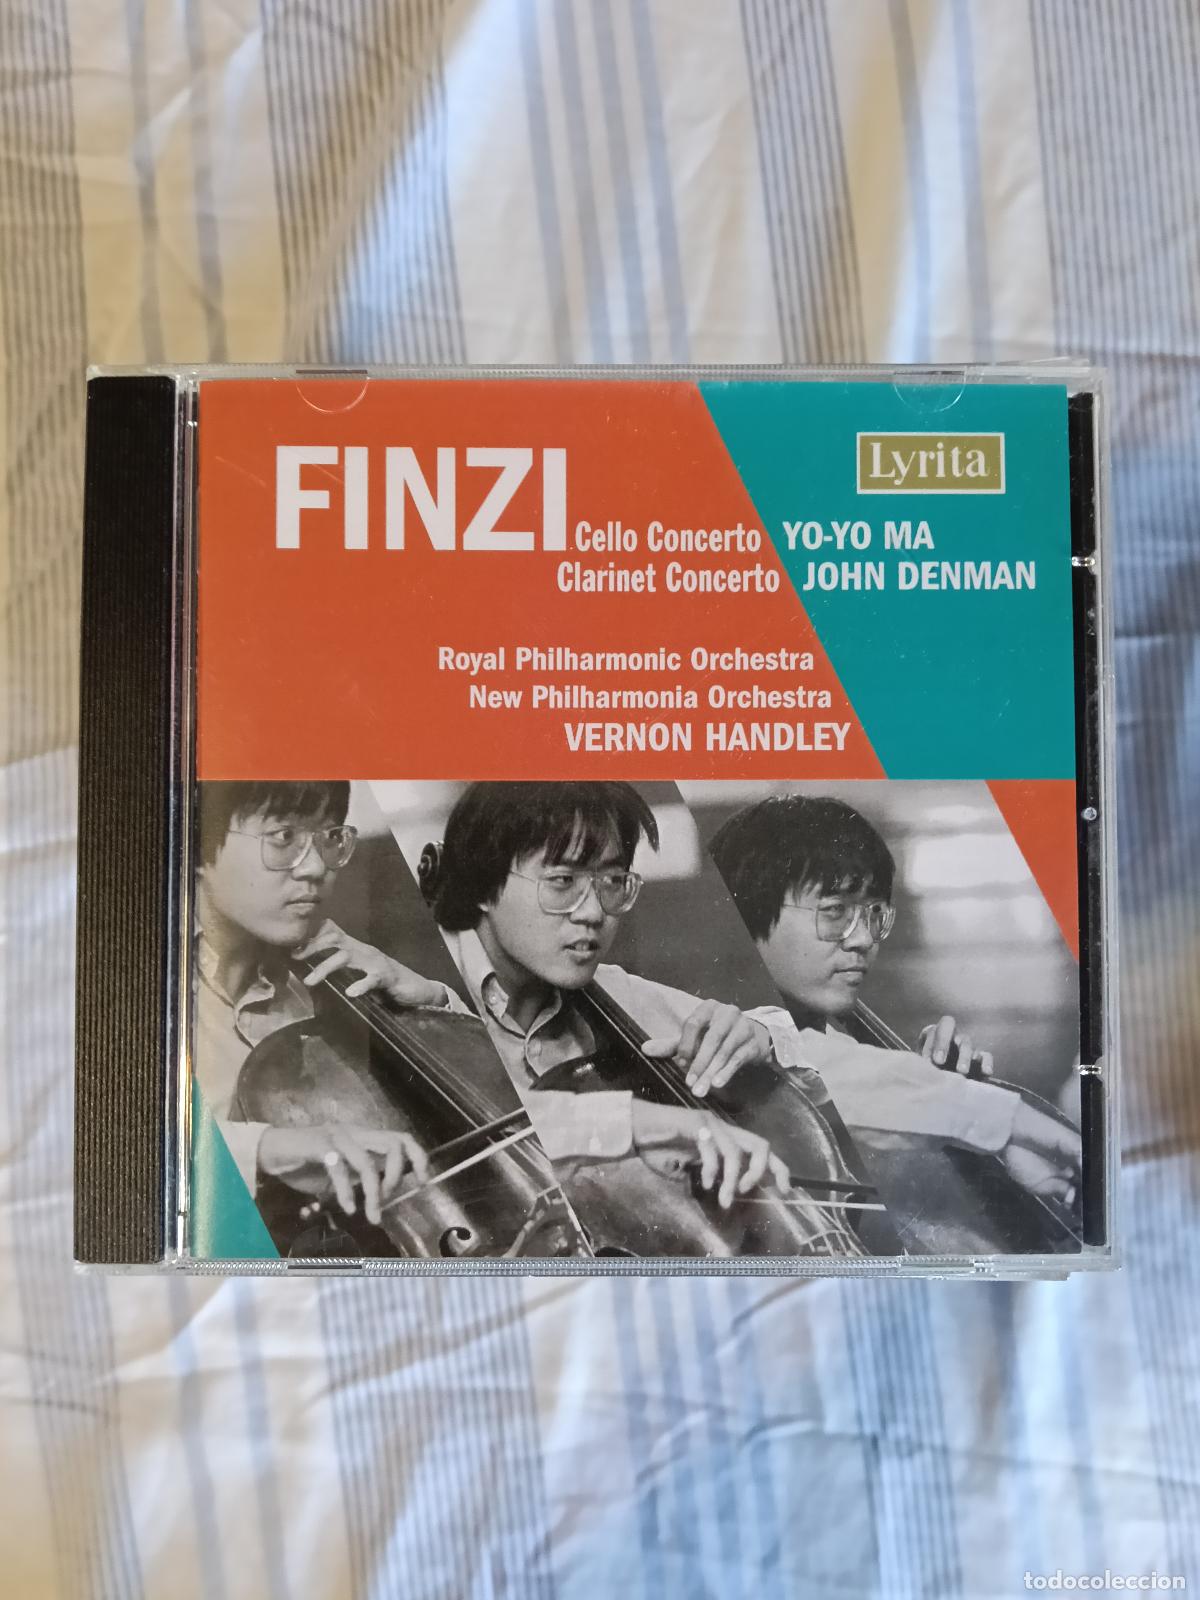 Lyrita
FINZI Cello Concerto YO-YO MA
Clarinet Concerto JOHN DENMAN
Royal Philharmonic Orchestra
New Philharmonia Orchestra
VERNON HANDLEY
todocoleccion